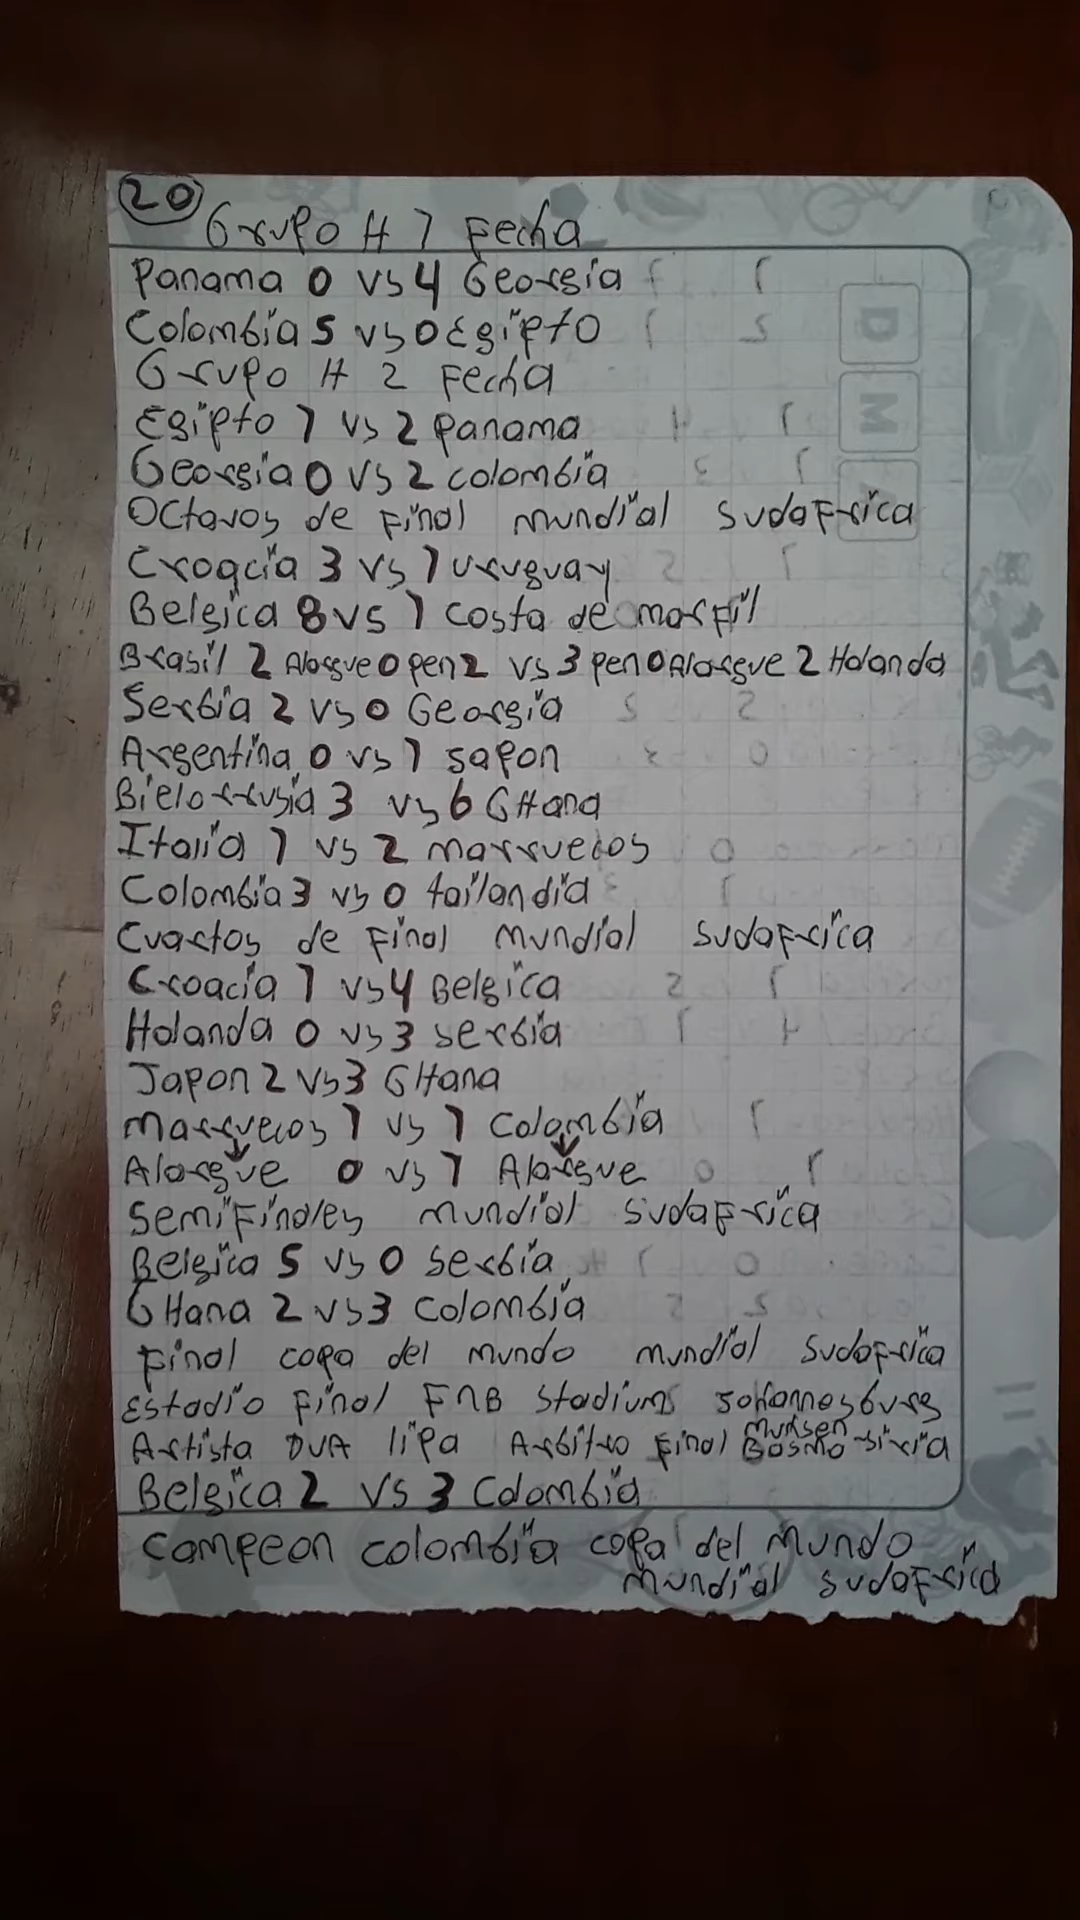 20
Grupo H 1 Fecha
Panama 0 vs 4 Georgia
Colombia 5 vs 0 Egipto
Grupo H 2 Fecha
Egipto 1 vs 2 panama
Georgia 0 vs 2 colombia
Octavos de Final mundial sudaFrica
Croacia 3 vs 1 uruguay
Belgica 8 vs 1 costa de marfil
Brasil 2 Alargue 0 pen 2 vs 3 pen 0 Alargue 2 Holanda
Serbia 2 vs 0 Georgia
Argentina 0 vs 1 Japon
Bielorrusia 3 vs 6 GHana
Italia 1 vs 2 marruecos
Colombia 3 vs 0 tailandia
Cuartos de Final mundial sudaFrica
Croacia 1 vs 4 Belgica
Holanda 0 vs 3 serbia
Japon 2 vs 3 GHana
marruecos 1 vs 1 Colombia
Alargue 0 vs 1 Alargue
semiFinales mundial sudaFrica
Belgica 5 vs 0 serbia
GHana 2 vs 3 Colombia
Final copa del mundo mundial sudaFrica
Estadio Final FNB Stadiums JoHannesburg
Artista DUA lipa Arbitro Final muHsen Basmo - siria
Belgica 2 vs 3 Colombia
campeon colombia copa del mundo
mundial sudaFrica
D
M
A